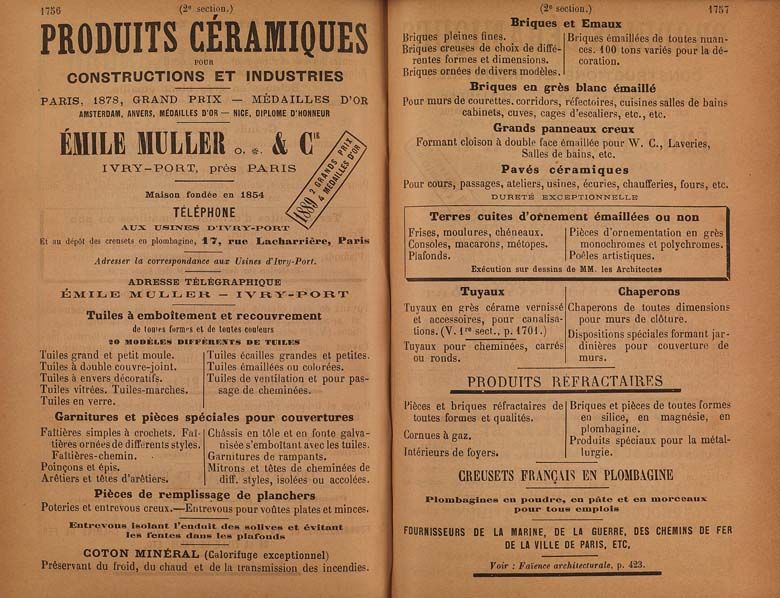 1756
(2e section.)
PRODUITS CÉRAMIQUES
POUR
CONSTRUCTIONS ET INDUSTRIES
PARIS, 1878, GRAND PRIX — MÉDAILLES D'OR
AMSTERDAM, ANVERS, MÉDAILLES D'OR — NICE, DIPLOME D'HONNEUR
ÉMILE MULLER O. *. & Cie
IVRY-PORT, près PARIS
1889 2 GRANDS PRIX
4 MÉDAILLES D'OR
Maison fondée en 1854
TÉLÉPHONE
AUX USINES D'IVRY-PORT
Et au dépôt des creusets en plombagine, 17, rue Lacharrière, Paris
Adresser la correspondance aux Usines d'Ivry-Port.
ADRESSE TÉLÉGRAPHIQUE
ÉMILE MULLER — IVRY-PORT
Tuiles à emboîtement et recouvrement
de toutes formes et de toutes couleurs
20 MODÈLES DIFFÉRENTS DE TUILES
Tuiles grand et petit moule.
Tuiles à double couvre-joint.
Tuiles à envers décoratifs.
Tuiles vitrées. Tuiles-marches.
Tuiles en verre.
Tuiles écailles grandes et petites.
Tuiles émaillées ou colorées.
Tuiles de ventilation et pour pas-
sage de cheminées.
Garnitures et pièces spéciales pour couvertures
Faîtières simples à crochets. Faî-
tières ornées de différents styles.
Faîtières-chemin.
Poinçons et épis.
Arêtiers et têtes d'arêtiers.
Châssis en tôle et en fonte galva-
nisée s'emboîtant avec les tuiles.
Garnitures de rampants.
Mitrons et têtes de cheminées de
diff. styles, isolées ou accolées.
Pièces de remplissage de planchers
Poteries et entrevous creux.—Entrevous pour voûtes plates et minces.
Entrevous isolant l'enduit des solives et évitant
les fentes dans les plafonds
COTON MINÉRAL (Calorifuge exceptionnel)
Préservant du froid, du chaud et de la transmission des incendies.
(2e section.)
1757
Briques et Emaux
Briques pleines fines.
Briques creuses de choix de diffé-
rentes formes et dimensions.
Briques ornées de divers modèles.
Briques émaillées de toutes nuan-
ces. 100 tons variés pour la dé-
coration.
Briques en grès blanc émaillé
Pour murs de courettes, corridors, réfectoires, cuisines salles de bains
cabinets, cuves, cages d'escaliers, etc., etc.
Grands panneaux creux
Formant cloison à double face émaillée pour W. C., Laveries,
Salles de bains, etc.
Pavés céramiques
Pour cours, passages, ateliers, usines, écuries, chaufferies, fours, etc.
DURETÉ EXCEPTIONNELLE
Terres cuites d'ornement émaillées ou non
Frises, moulures, chéneaux.
Consoles, macarons, métopes.
Plafonds.
Pièces d'ornementation en grès
monochromes et polychromes.
Poêles artistiques.
Exécution sur dessins de MM. les Architectes
Tuyaux
Tuyaux en grès cérame vernissé
et accessoires, pour canalisa-
tions. (V. 1re sect., p. 1701.)
Tuyaux pour cheminées, carrés
ou ronds.
Chaperons
Chaperons de toutes dimensions
pour murs de clôture.
Dispositions spéciales formant jar-
dinières pour couverture de
murs.
PRODUITS RÉFRACTAIRES
Pièces et briques réfractaires de
toutes formes et qualités.
Cornues à gaz.
Intérieurs de foyers.
Briques et pièces de toutes formes
en silice, en magnésie, en
plombagine.
Produits spéciaux pour la métal-
lurgie.
CREUSETS FRANÇAIS EN PLOMBAGINE
Plombagines en poudre, en pâte et en morceaux
pour tous emplois
FOURNISSEURS DE LA MARINE, DE LA GUERRE, DES CHEMINS DE FER
DE LA VILLE DE PARIS, ETC,
Voir : Faïence architecturale, p. 423.